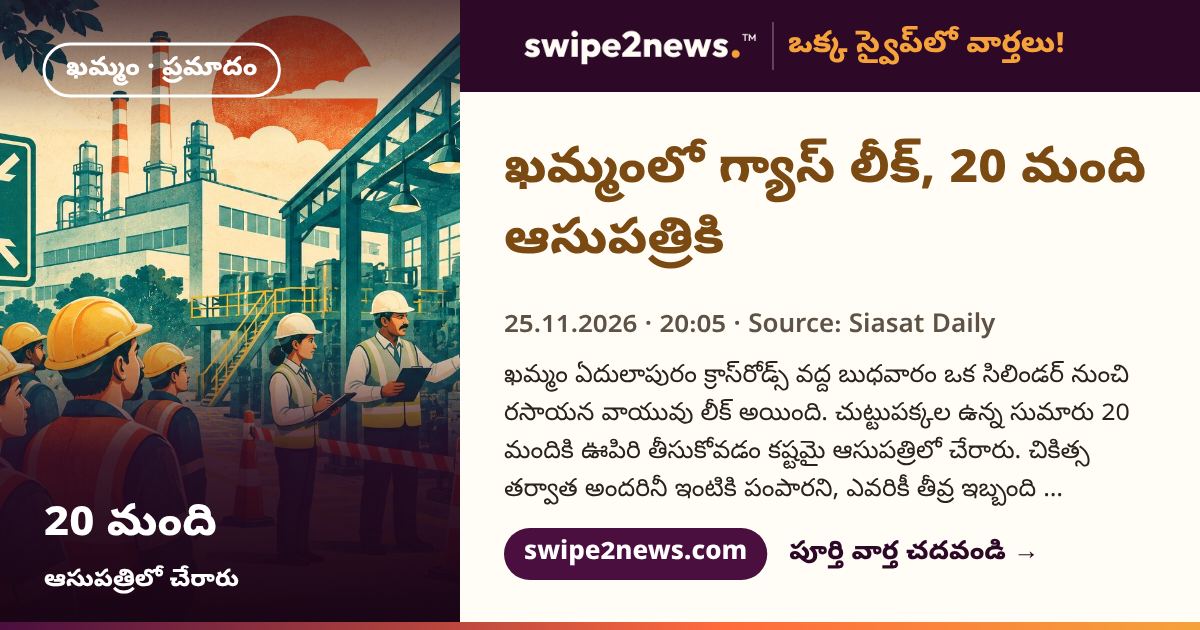 ఖమ్మం · ప్రమాదం
20 మంది
ఆసుపత్రిలో చేరారు
swipe2news.™ ఒక్క స్వైప్‌లో వార్తలు!
ఖమ్మంలో గ్యాస్ లీక్, 20 మంది
ఆసుపత్రికి
25.11.2026 · 20:05 · Source: Siasat Daily
ఖమ్మం ఏదులాపురం క్రాస్‌రోడ్స్ వద్ద బుధవారం ఒక సిలిండర్ నుంచి
రసాయన వాయువు లీక్ అయింది. చుట్టుపక్కల ఉన్న సుమారు 20
మందికి ఊపిరి తీసుకోవడం కష్టమై ఆసుపత్రిలో చేరారు. చికిత్స
తర్వాత అందరినీ ఇంటికి పంపారని, ఎవరికీ తీవ్ర ఇబ్బంది ...
swipe2news.com పూర్తి వార్త చదవండి →